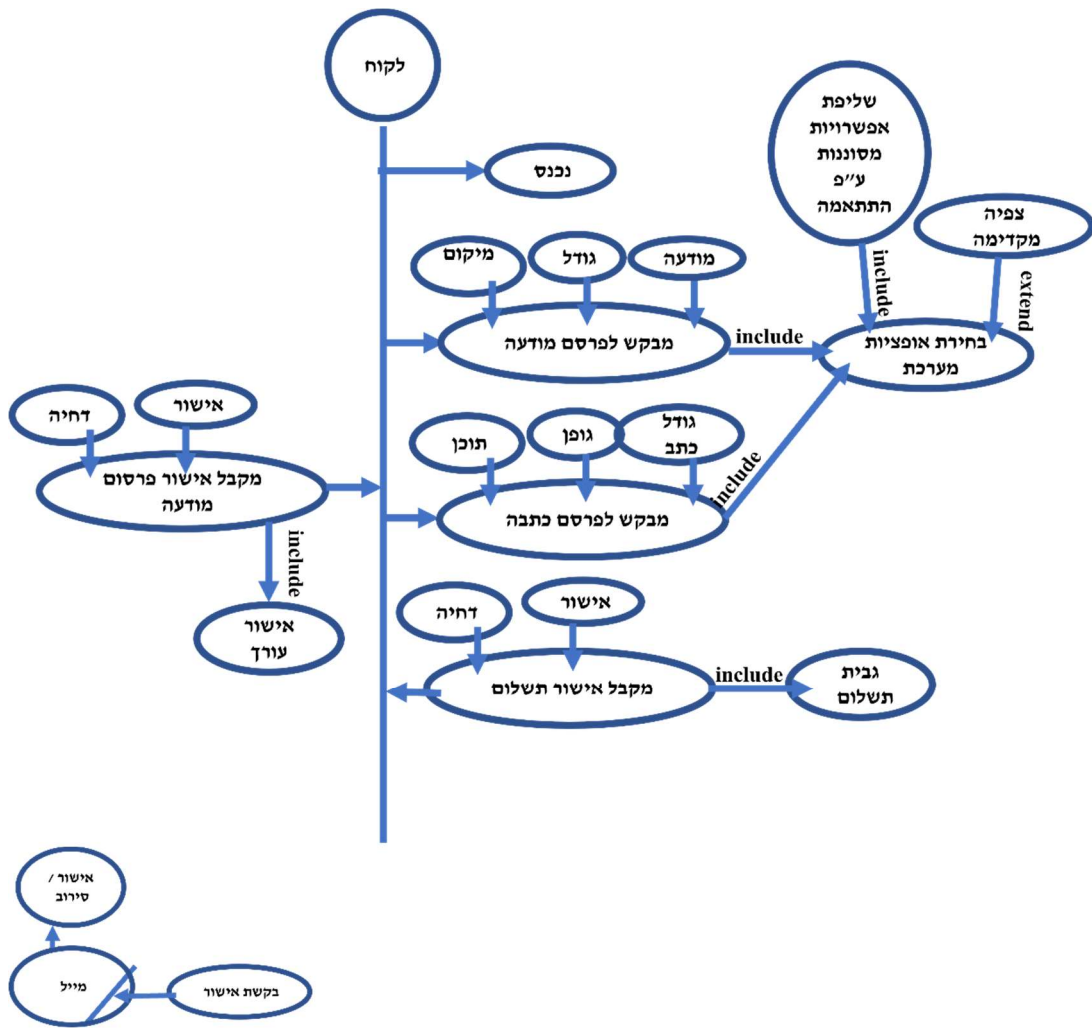 לקוח
שליפת
אפשרויות
מסוננות
ע"פ
התתאמה
נכנס
צפיה
מקדימה
מיקום
גודל
מודעה
include
extend
מבקש לפרסם מודעה
include
בחירת אופציות
מערכת
דחיה
אישור
תוכן
גופן
גודל
כתב
include
מקבל אישור פרסום
מודעה
מבקש לפרסם כתבה
include
אישור
עורך
דחיה
אישור
מקבל אישור תשלום
include
גבית
תשלום
אישור /
סירוב
מייל
בקשת אישור